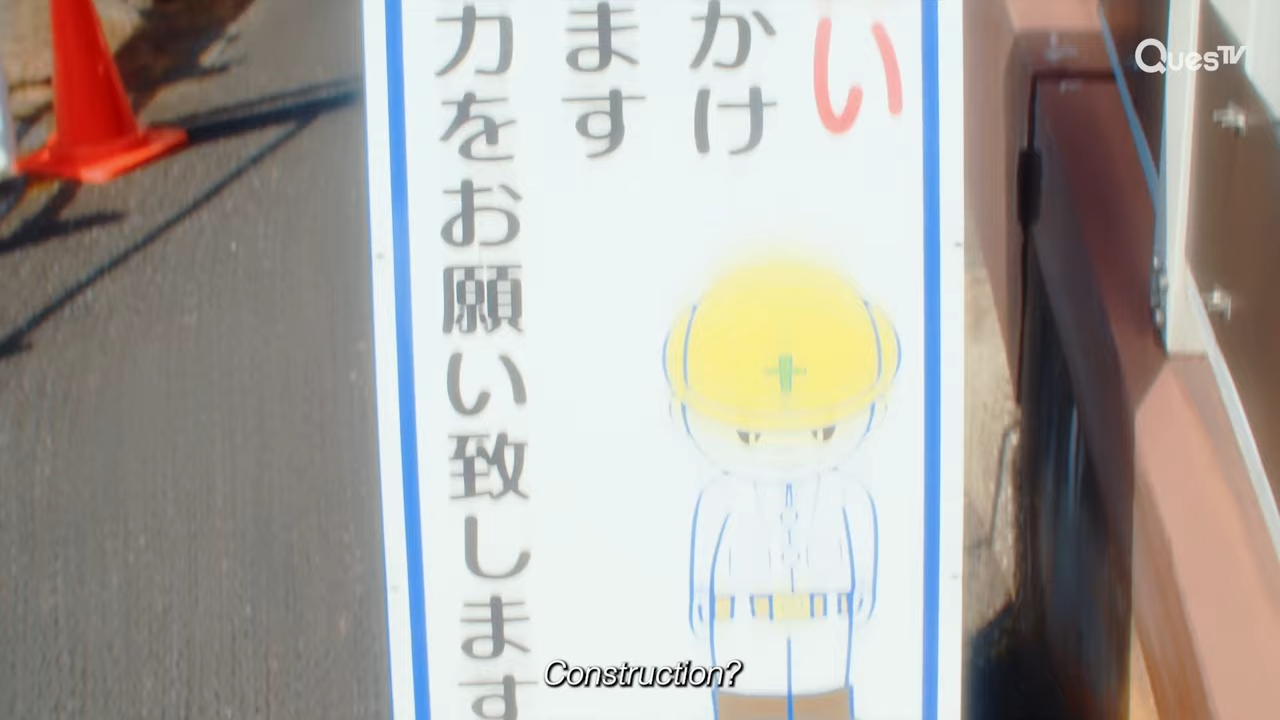 い
かけ
ます
力をお願い致します
QuesTV
Construction?